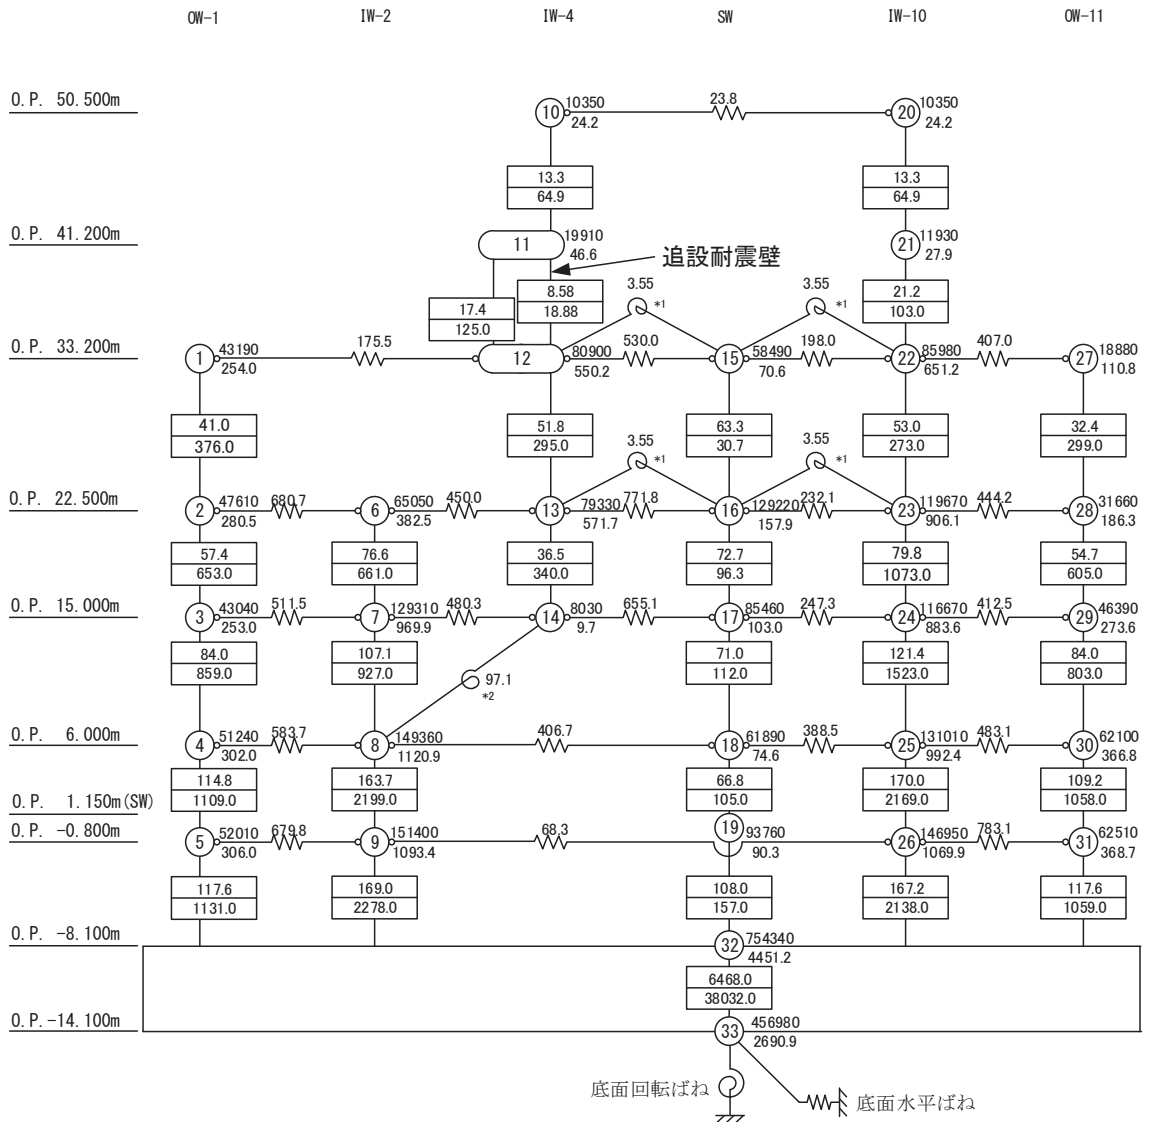 OW-1 IW-2 IW-4 SW IW-10 OW-11
O.P. 50.500m 10 10350 23.8 20 10350
24.2 24.2
13.3 13.3
64.9 64.9
O.P. 41.200m 11 19910 21 11930
46.6 27.9
追設耐震壁
8.58 3.55 3.55 21.2
17.4 18.88 *1 *1 103.0
125.0
O.P. 33.200m 1 43190 175.5 12 80900 530.0 15 58490 198.0 22 85980 407.0 27 18880
254.0 550.2 70.6 651.2 110.8
41.0 51.8 63.3 53.0 32.4
376.0 295.0 30.7 273.0 299.0
3.55 3.55
*1 *1
O.P. 22.500m 2 47610 680.7 6 65050 450.0 13 79330 771.8 16 129220 232.1 23 119670 444.2 28 31660
280.5 382.5 571.7 157.9 906.1 186.3
57.4 76.6 36.5 72.7 79.8 54.7
653.0 661.0 340.0 96.3 1073.0 605.0
O.P. 15.000m 3 43040 511.5 7 129310 480.3 14 8030 655.1 17 85460 247.3 24 116670 412.5 29 46390
253.0 969.9 9.7 103.0 883.6 273.6
84.0 107.1 71.0 121.4 84.0
859.0 927.0 112.0 1523.0 803.0
97.1
*2
O.P. 6.000m 4 51240 583.7 8 149360 406.7 18 61890 388.5 25 131010 483.1 30 62100
302.0 1120.9 74.6 992.4 366.8
114.8 163.7 66.8 170.0 109.2
1109.0 2199.0 105.0 2169.0 1058.0
O.P. 1.150m(SW)
O.P. -0.800m 5 52010 679.8 9 151400 68.3 19 93760 26 146950 783.1 31 62510
306.0 1093.4 90.3 1069.9 368.7
117.6 169.0 108.0 167.2 117.6
1131.0 2278.0 157.0 2138.0 1059.0
O.P. -8.100m 32 754340
4451.2
6468.0
38032.0
O.P.-14.100m 33 456980
2690.9
底面回転ばね
底面水平ばね